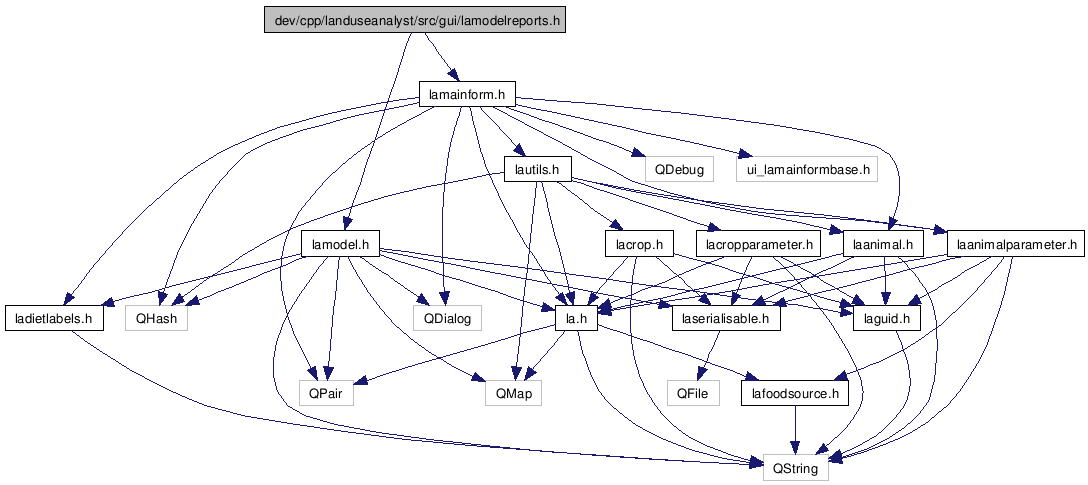 dev/cpp/landuseanalyst/src/gui/lamodelreports.h
lamainform.h
lautils.h
QDebug
ui_lamainformbase.h
lamodel.h
lacrop.h
lacropparameter.h
laanimal.h
laanimalparameter.h
ladietlabels.h
QHash
QDialog
la.h
laserialisable.h
laguid.h
QPair
QMap
QFile
lafoodsource.h
QString